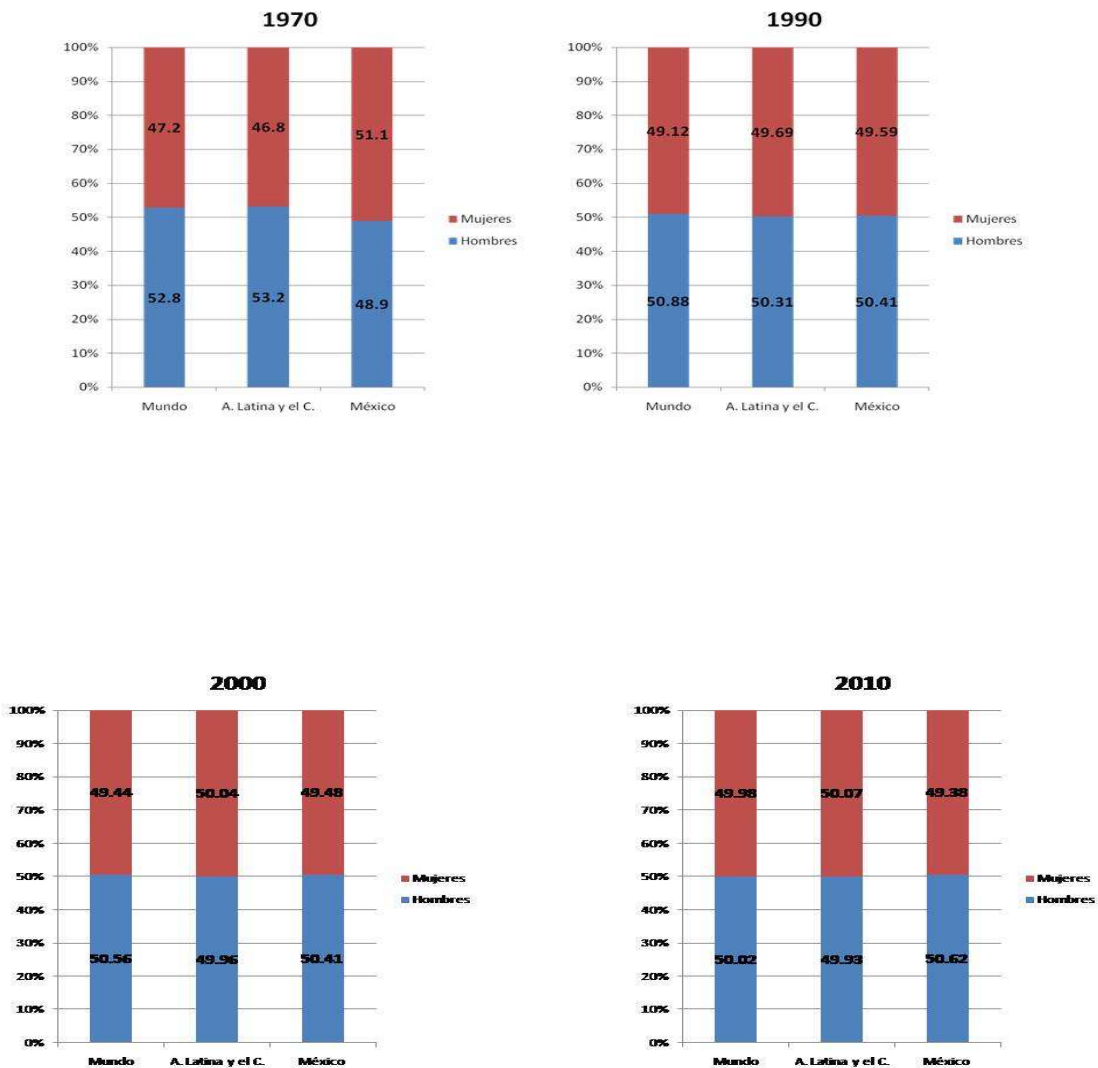 1970
100%
90%
80%
70%
60%
50%
40%
30%
20%
10%
0%
47.2 46.8 51.1
52.8 53.2 48.9
Mujeres
Hombres
Mundo A. Latina y el C. México
1990
100%
90%
80%
70%
60%
50%
40%
30%
20%
10%
0%
49.12 49.69 49.59
50.88 50.31 50.41
Mujeres
Hombres
Mundo A. Latina y el C. México
2000
100%
90%
80%
70%
60%
50%
40%
30%
20%
10%
0%
49.44 50.04 49.48
50.56 49.96 50.41
Mujeres
Hombres
Mundo A. Latina y el C. México
2010
100%
90%
80%
70%
60%
50%
40%
30%
20%
10%
0%
49.98 50.07 49.38
50.02 49.93 50.62
Mujeres
Hombres
Mundo A. Latina y el C. México